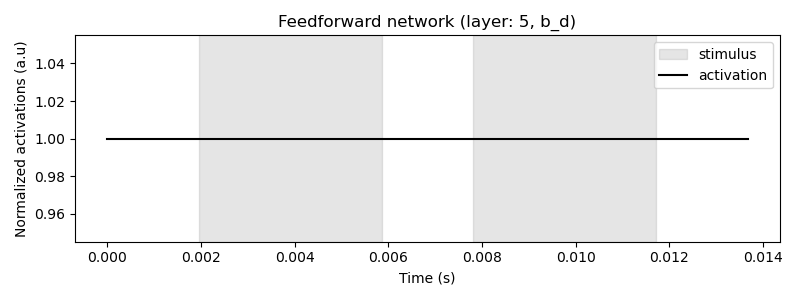 Feedforward network (layer: 5, b_d)
Normalized activations (a.u)
1.04
1.02
1.00
0.98
0.96
stimulus
activation
0.000
0.002
0.004
0.006
0.008
0.010
0.012
0.014
Time (s)